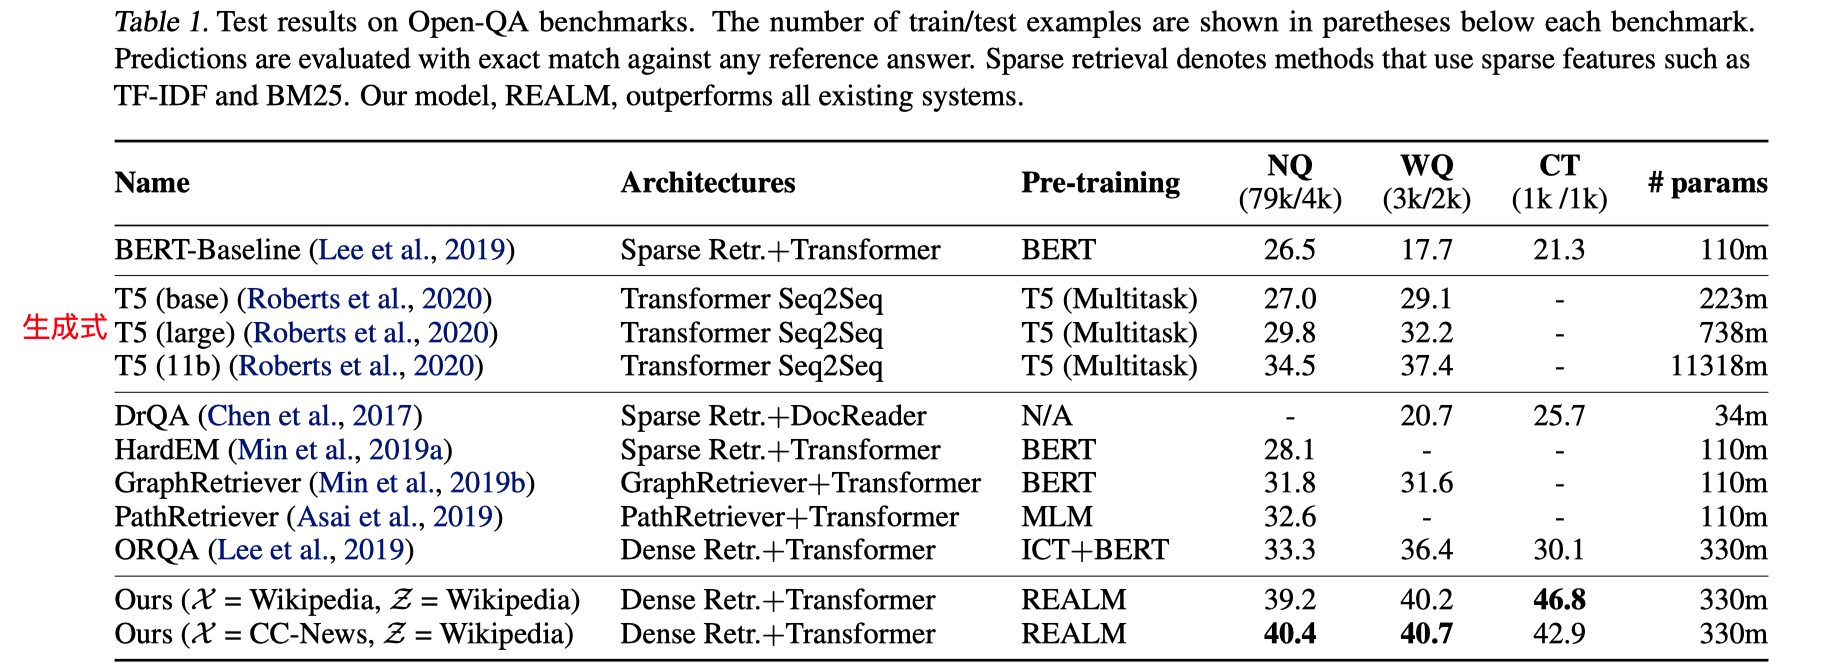 Table 1. Test results on Open-QA benchmarks. The number of train/test examples are shown in paretheses below each benchmark.
Predictions are evaluated with exact match against any reference answer. Sparse retrieval denotes methods that use sparse features such as
TF-IDF and BM25. Our model, REALM, outperforms all existing systems.
Name Architectures Pre-training NQ (79k/4k) WQ (3k/2k) CT (1k /1k) # params
BERT-Baseline (Lee et al., 2019) Sparse Retr.+Transformer BERT 26.5 17.7 21.3 110m
T5 (base) (Roberts et al., 2020) Transformer Seq2Seq T5 (Multitask) 27.0 29.1 - 223m
生成式 T5 (large) (Roberts et al., 2020) Transformer Seq2Seq T5 (Multitask) 29.8 32.2 - 738m
T5 (11b) (Roberts et al., 2020) Transformer Seq2Seq T5 (Multitask) 34.5 37.4 - 11318m
DrQA (Chen et al., 2017) Sparse Retr.+DocReader N/A - 20.7 25.7 34m
HardEM (Min et al., 2019a) Sparse Retr.+Transformer BERT 28.1 - - 110m
GraphRetriever (Min et al., 2019b) GraphRetriever+Transformer BERT 31.8 31.6 - 110m
PathRetriever (Asai et al., 2019) PathRetriever+Transformer MLM 32.6 - - 110m
ORQA (Lee et al., 2019) Dense Retr.+Transformer ICT+BERT 33.3 36.4 30.1 330m
Ours (𝒳 = Wikipedia, 𝒵 = Wikipedia) Dense Retr.+Transformer REALM 39.2 40.2 46.8 330m
Ours (𝒳 = CC-News, 𝒵 = Wikipedia) Dense Retr.+Transformer REALM 40.4 40.7 42.9 330m